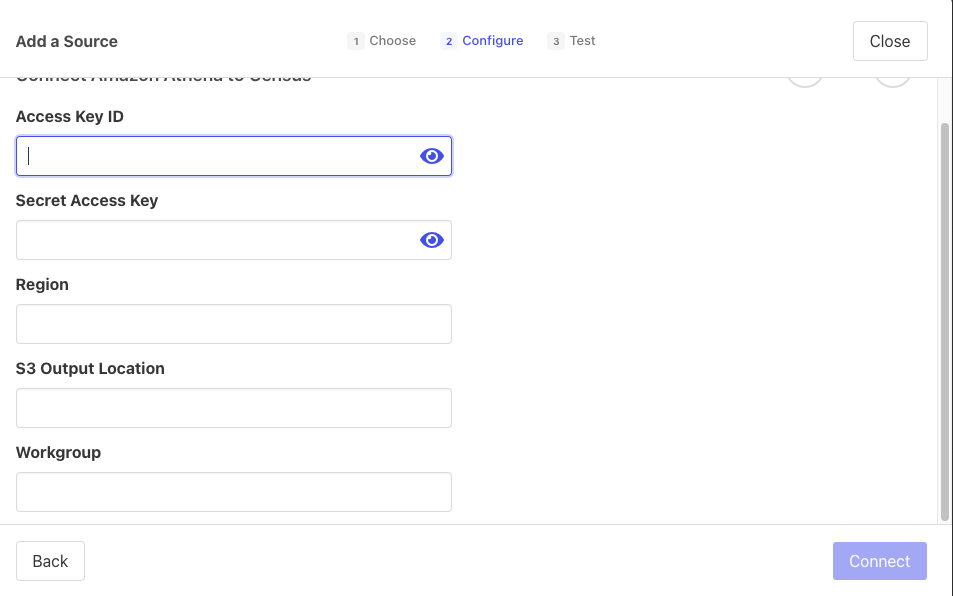 Add a Source
1 Choose
2 Configure
3 Test
Close
Connect Amazon Athena to Census
Access Key ID
Secret Access Key
Region
S3 Output Location
Workgroup
Back
Connect